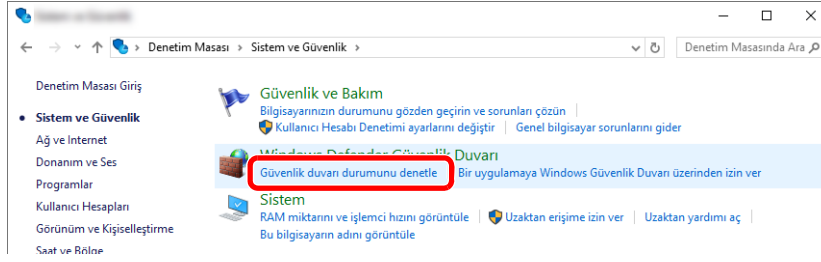 Denetim Masası › Sistem ve Güvenlik ›
Denetim Masasında Ara
Denetim Masası Giriş
Sistem ve Güvenlik
Ağ ve Internet
Donanım ve Ses
Programlar
Kullanıcı Hesapları
Görünüm ve Kişiselleştirme
Saat ve Bölge
Güvenlik ve Bakım
Bilgisayarınızın durumunu gözden geçirin ve sorunları çözün
Kullanıcı Hesabı Denetimi ayarlarını değiştir | Genel bilgisayar sorunlarını gider
Windows Defender Güvenlik Duvarı
Güvenlik duvarı durumunu denetle | Bir uygulamaya Windows Güvenlik Duvarı üzerinden izin ver
Sistem
RAM miktarını ve işlemci hızını görüntüle | Uzaktan erişime izin ver | Uzaktan yardımı aç
Bu bilgisayarın adını görüntüle